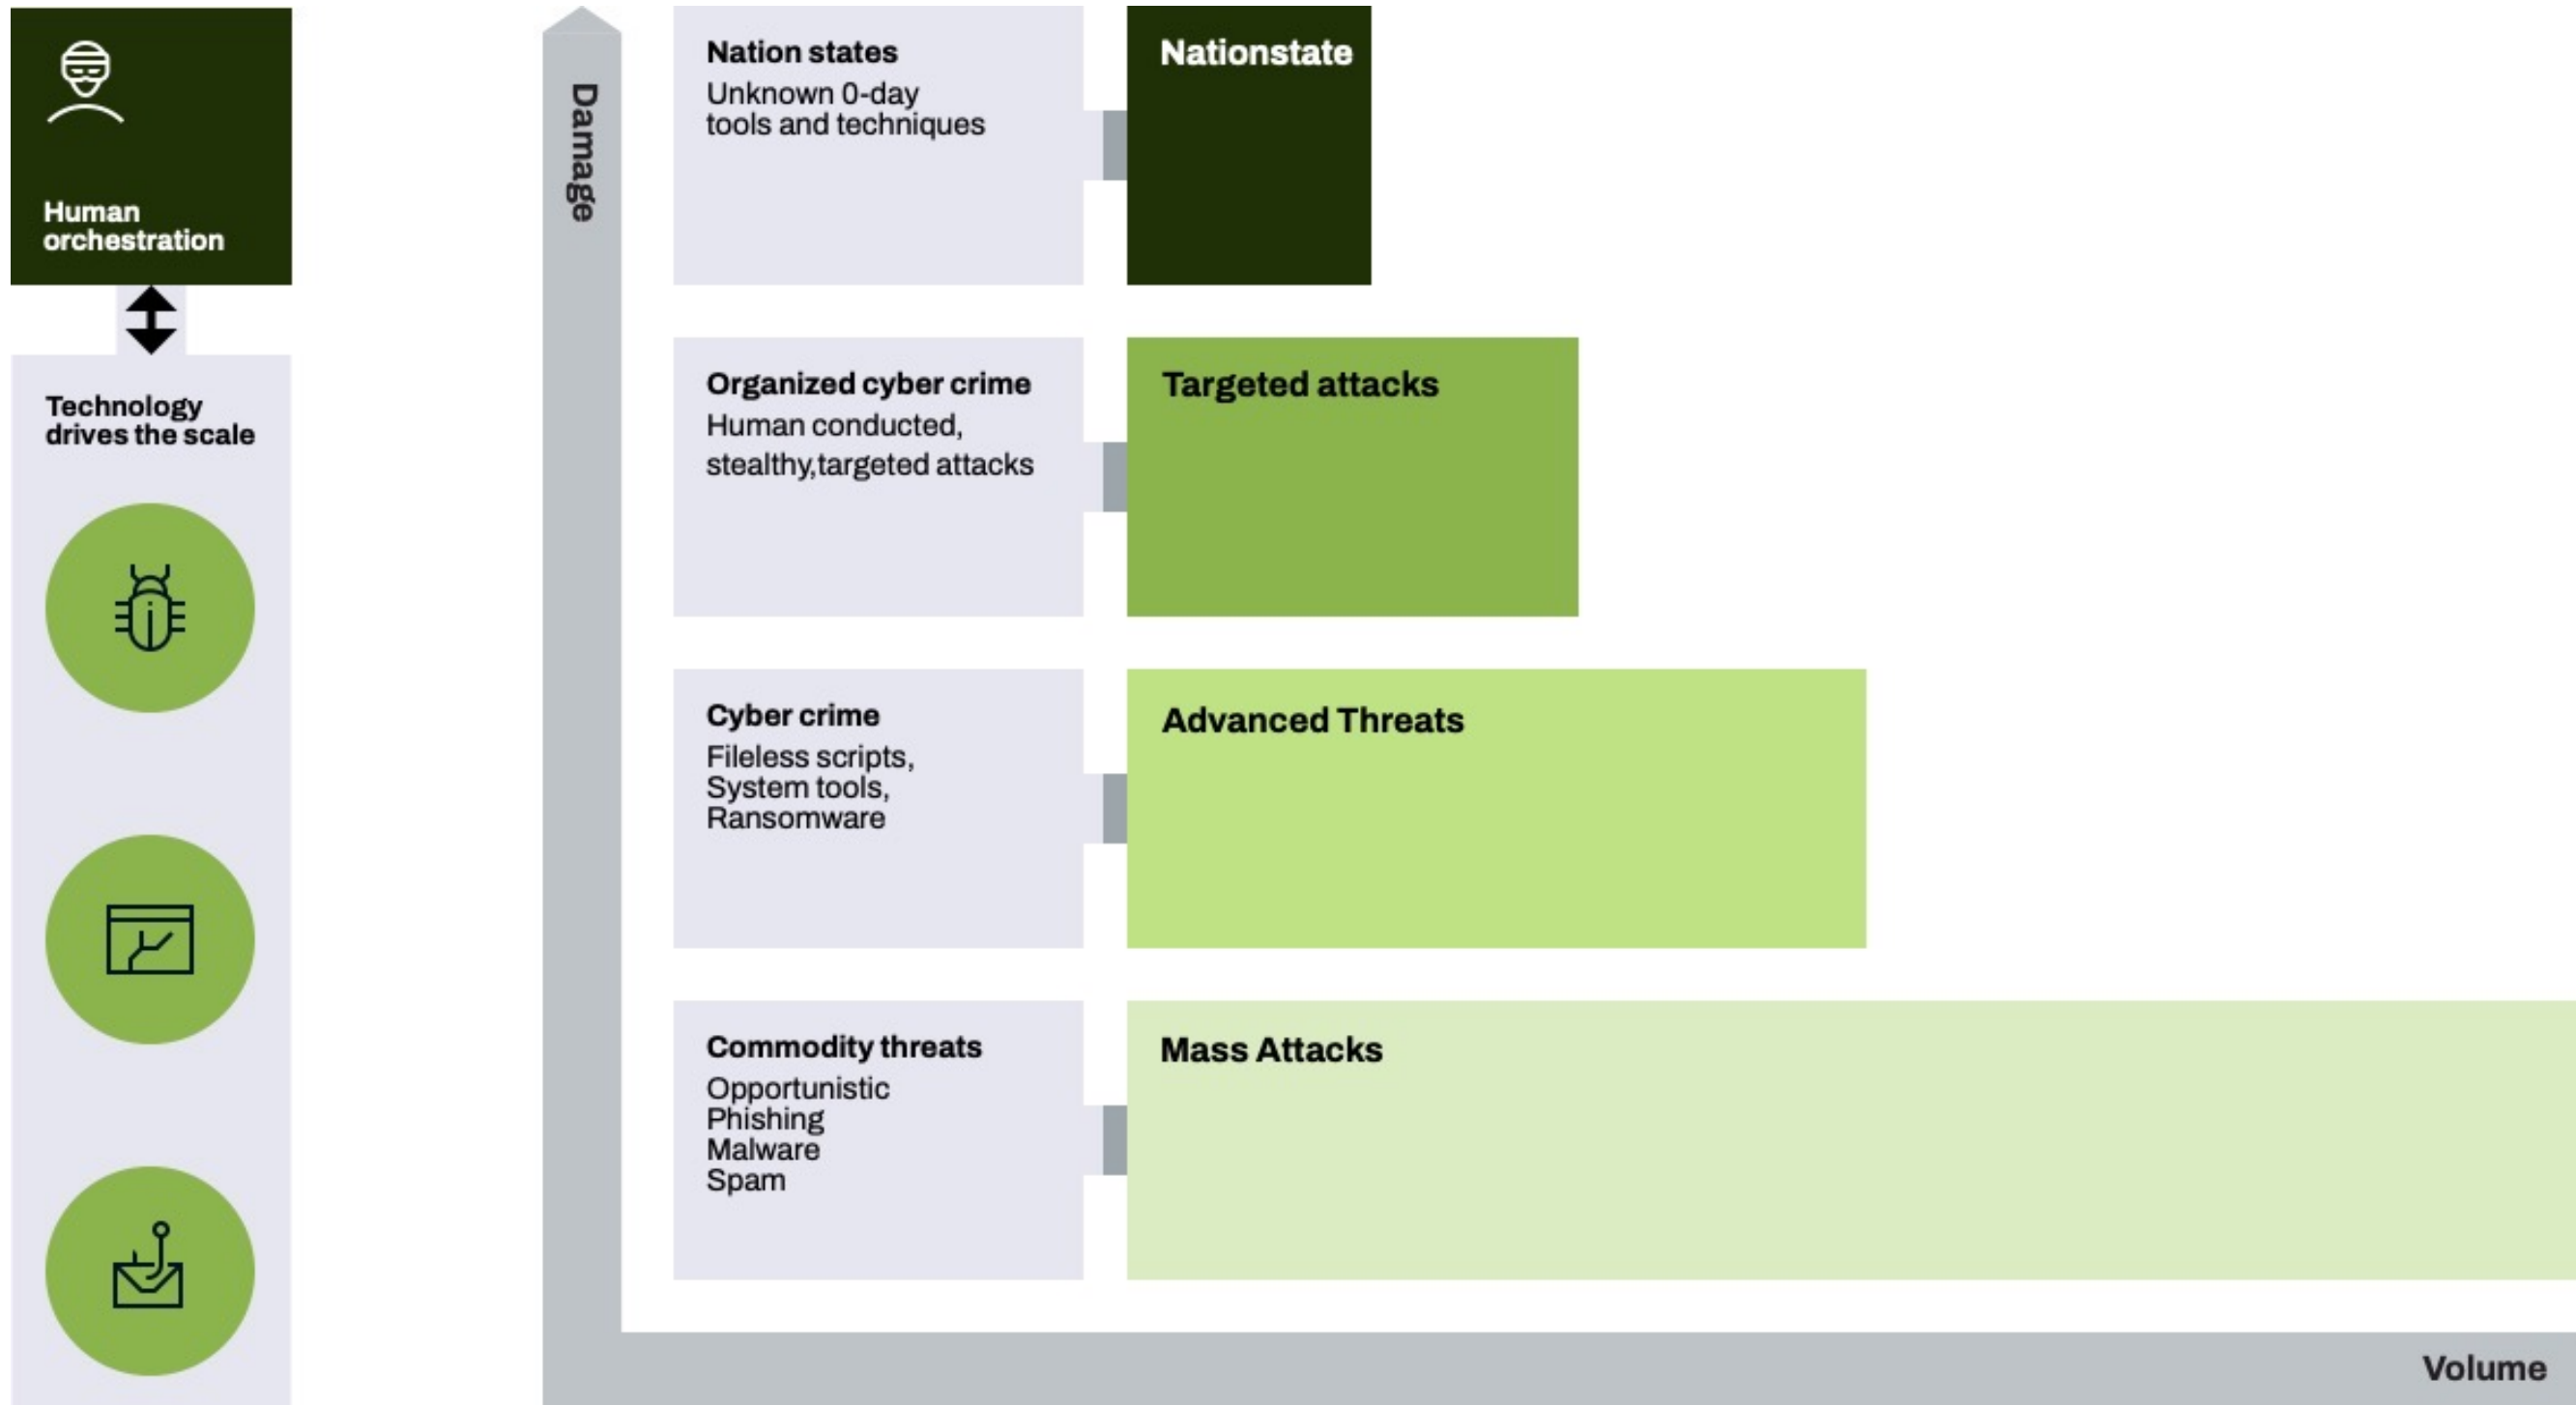 Human
orchestration
Technology
drives the scale
Damage
Nation states
Unknown 0-day
tools and techniques
Nationstate
Organized cyber crime
Human conducted,
stealthy,targeted attacks
Targeted attacks
Cyber crime
Fileless scripts,
System tools,
Ransomware
Advanced Threats
Commodity threats
Opportunistic
Phishing
Malware
Spam
Mass Attacks
Volume